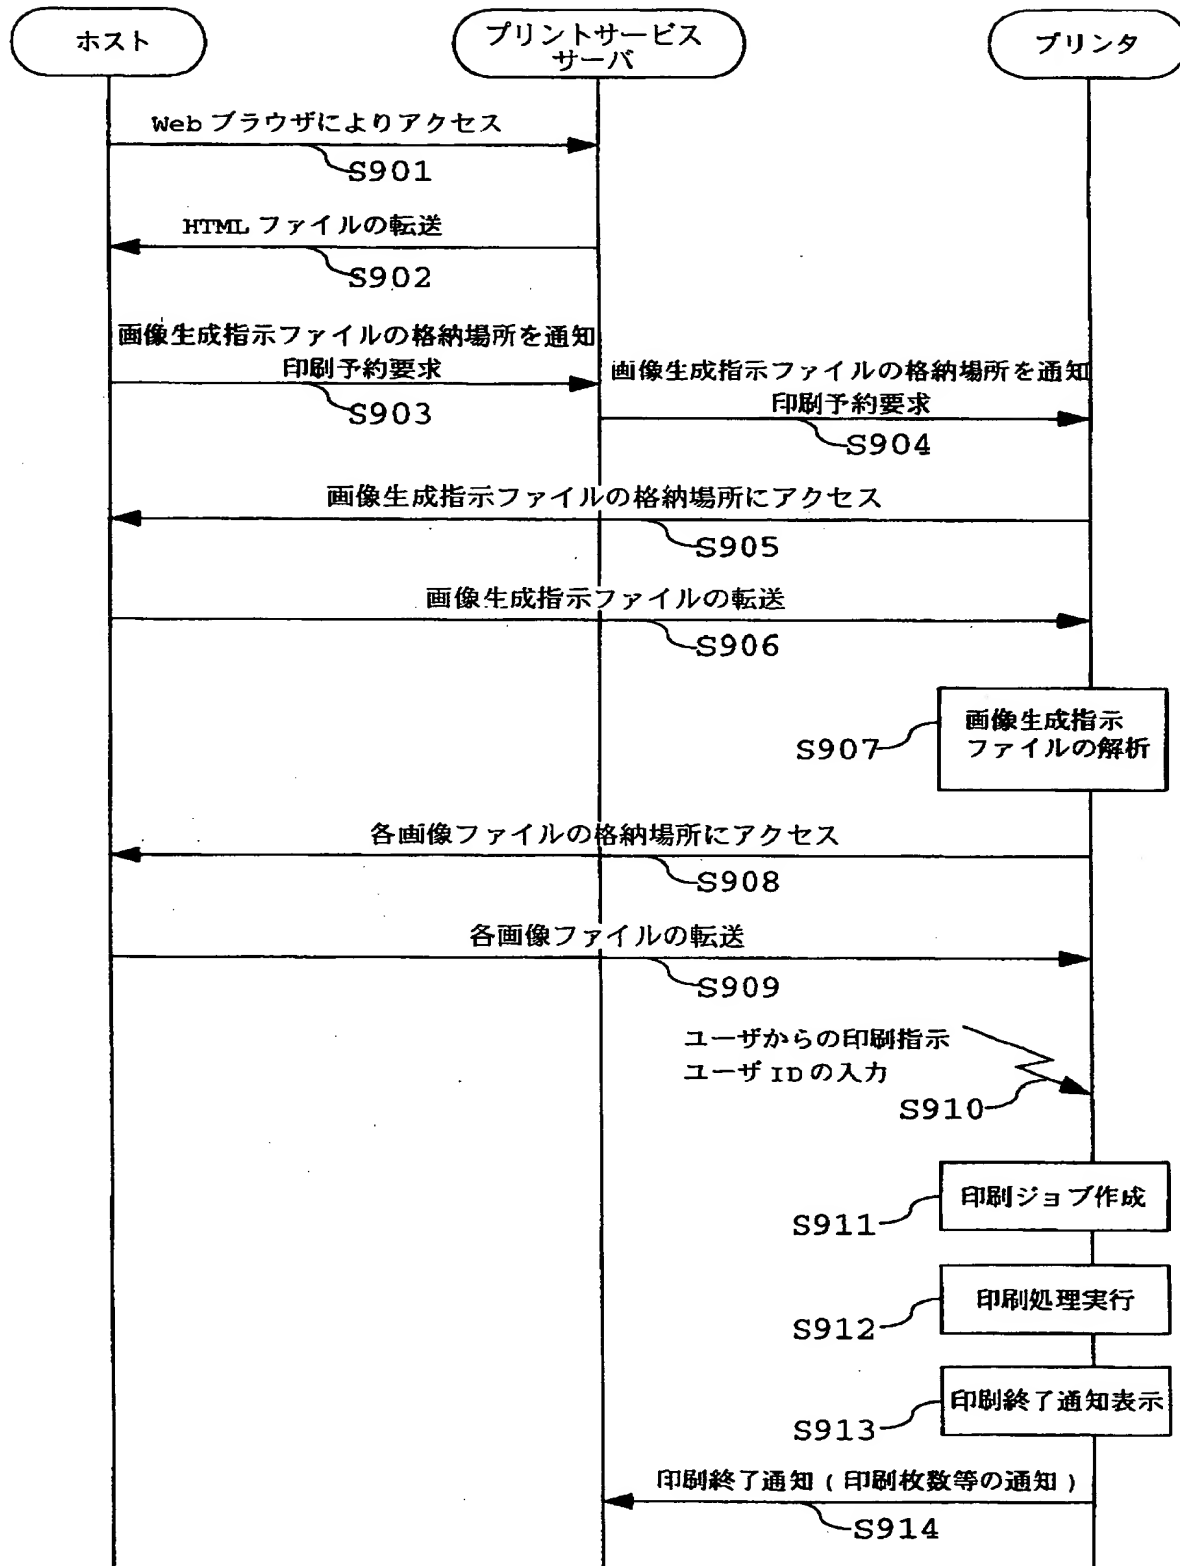 ホスト
プリントサービス
サーバ
プリンタ
Web ブラウザによりアクセス
S901
HTML ファイルの転送
S902
画像生成指示ファイルの格納場所を通知
印刷予約要求
S903
画像生成指示ファイルの格納場所を通知
印刷予約要求
S904
画像生成指示ファイルの格納場所にアクセス
S905
画像生成指示ファイルの転送
S906
画像生成指示
ファイルの解析
S907
各画像ファイルの格納場所にアクセス
S908
各画像ファイルの転送
S909
ユーザからの印刷指示
ユーザ ID の入力
S910
印刷ジョブ作成
S911
印刷処理実行
S912
印刷終了通知表示
S913
印刷終了通知 ( 印刷枚数等の通知 )
S914